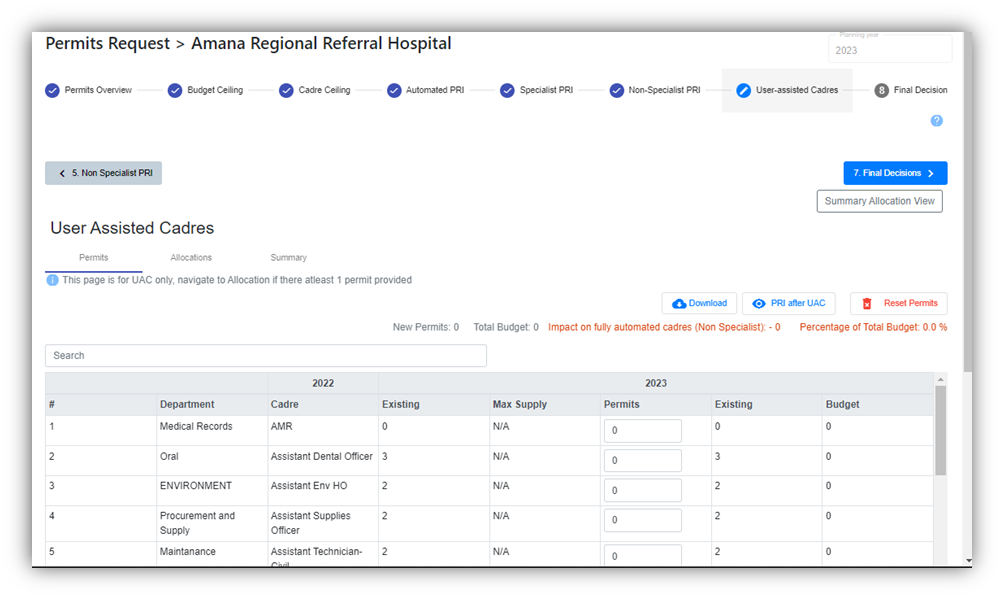 Permits Request > Amana Regional Referral Hospital
Planning year
2023
Permits Overview
Budget Ceiling
Cadre Ceiling
Automated PRI
Specialist PRI
Non-Specialist PRI
User-assisted Cadres
8 Final Decision
?
< 5. Non Specialist PRI
7. Final Decisions >
Summary Allocation View
User Assisted Cadres
Permits Allocations Summary
i This page is for UAC only, navigate to Allocation if there atleast 1 permit provided
Download PRI after UAC Reset Permits
New Permits: 0 Total Budget: 0 Impact on fully automated cadres (Non Specialist): - 0 Percentage of Total Budget: 0.0 %
Search
2022 2023
# Department Cadre Existing Max Supply Permits Existing Budget
1 Medical Records AMR 0 N/A 0 0 0
2 Oral Assistant Dental Officer 3 N/A 0 3 0
3 ENVIRONMENT Assistant Env HO 2 N/A 0 2 0
4 Procurement and Assistant Supplies 2 N/A 0 2 0
Supply Officer
5 Maintanance Assistant Technician- 2 N/A 0 2 0
Civil